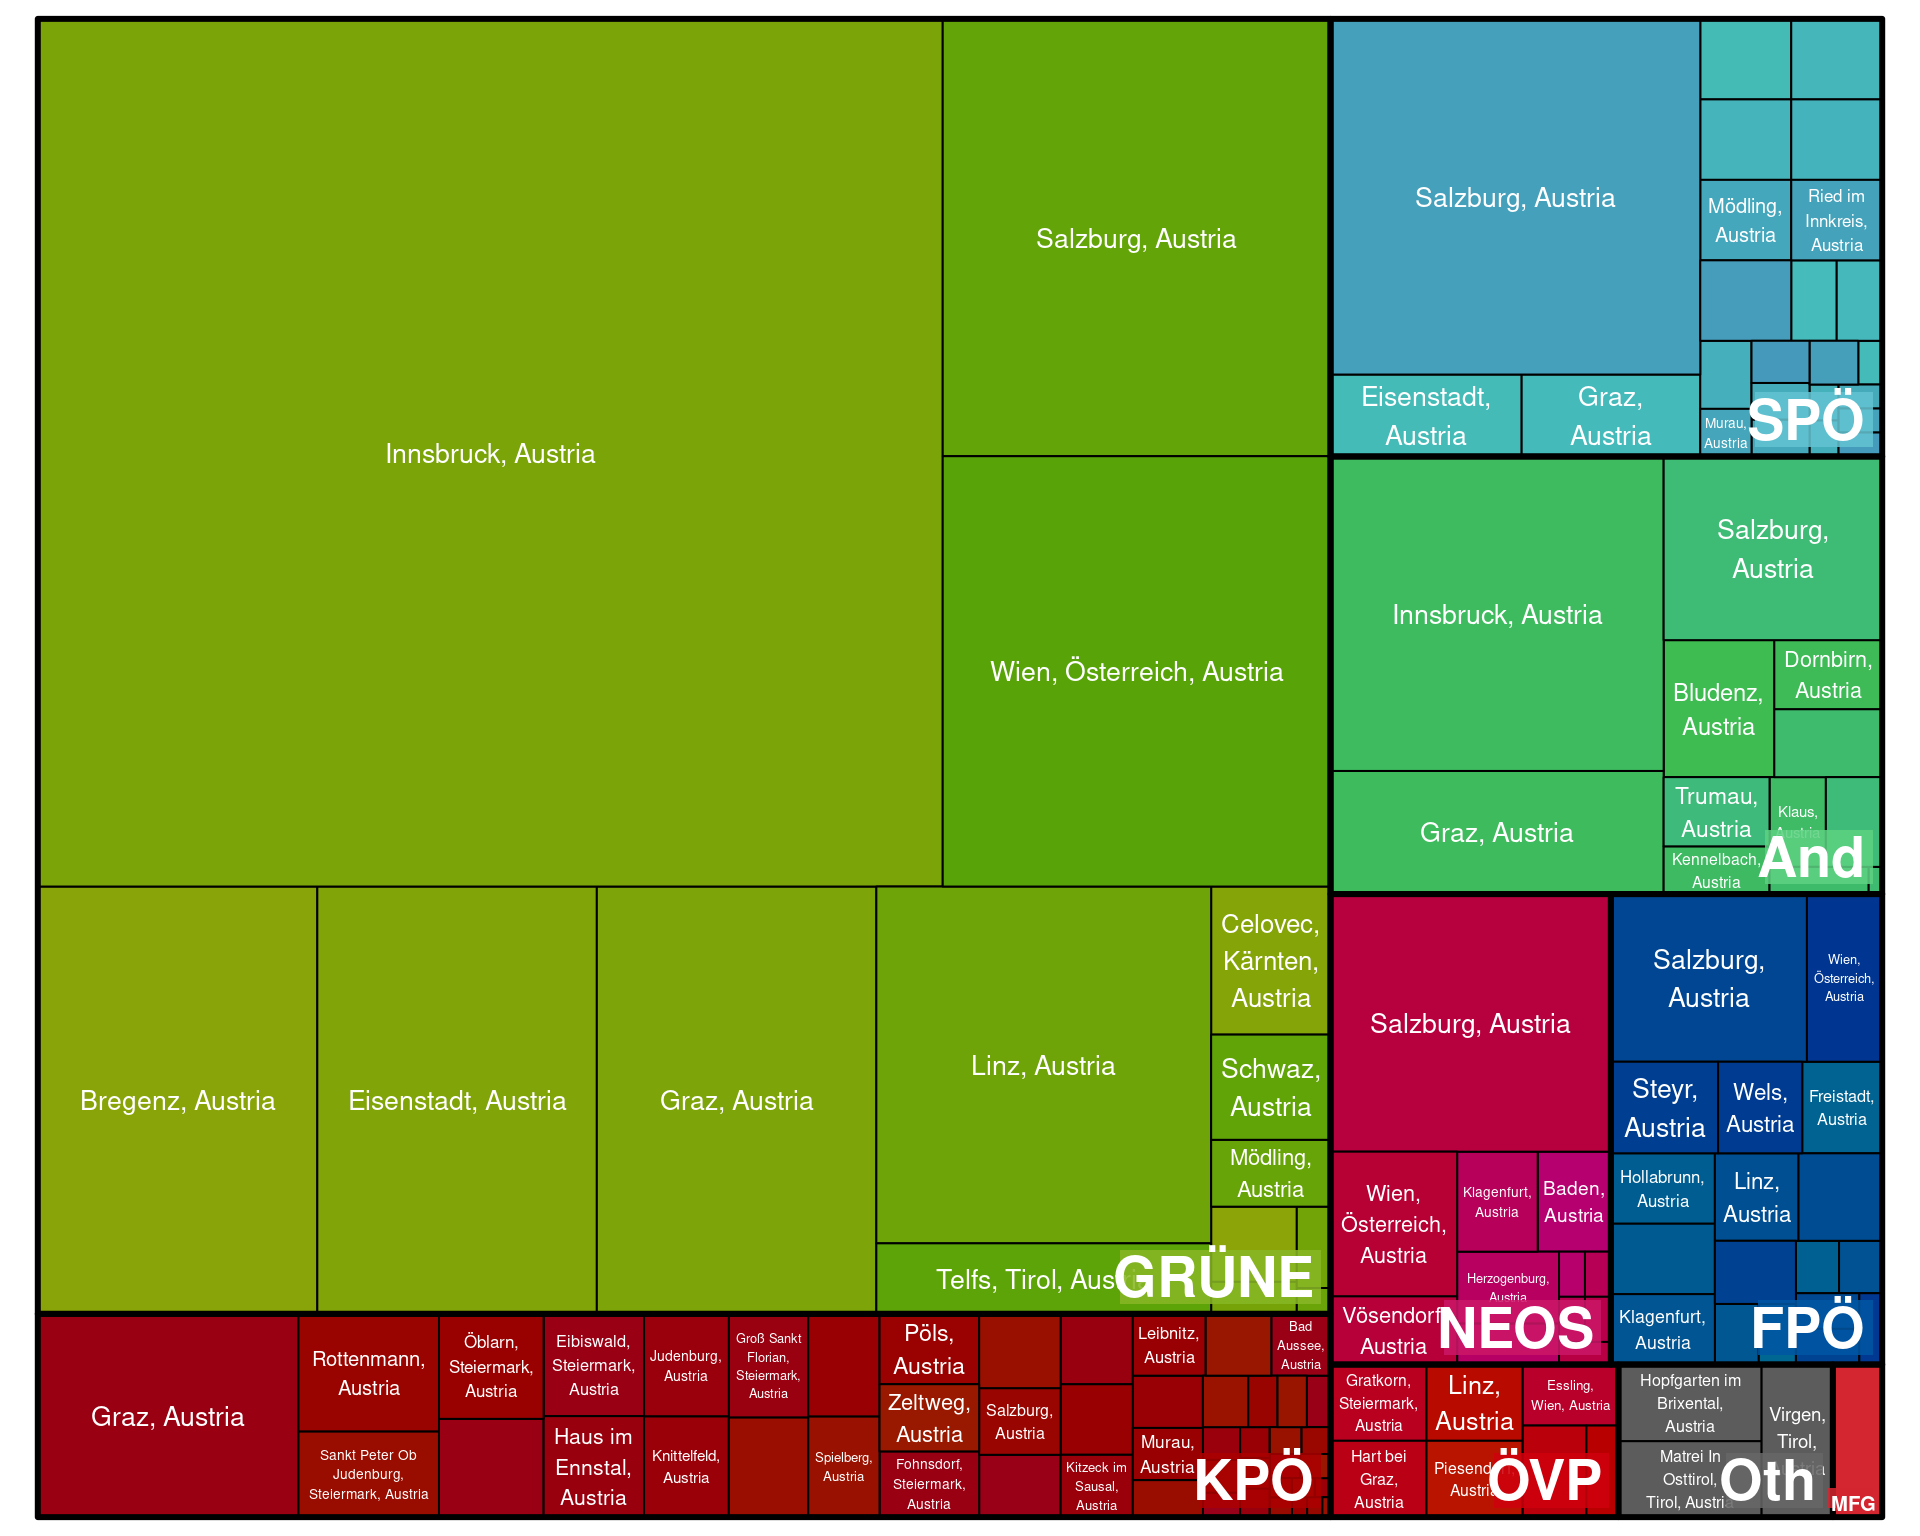 Innsbruck, Austria
Salzburg, Austria
Wien, Österreich, Austria
Bregenz, Austria
Eisenstadt, Austria
Graz, Austria
Linz, Austria
Celovec,
Kärnten,
Austria
Schwaz,
Austria
Mödling,
Austria
Telfs, Tirol, Aus
GRÜNE
Salzburg, Austria
Eisenstadt,
Austria
Graz,
Austria
Mödling,
Austria
Ried im
Innkreis,
Austria
Murau,
Austria
SPÖ
Innsbruck, Austria
Graz, Austria
Salzburg,
Austria
Bludenz,
Austria
Dornbirn,
Austria
Trumau,
Austria
Klaus,
Austria
Kennelbach,
Austria
And
Salzburg, Austria
Wien,
Österreich,
Austria
Klagenfurt,
Austria
Baden,
Austria
Herzogenburg,
Austria
Vösendorf,
Austria
NEOS
Salzburg,
Austria
Wien,
Österreich,
Austria
Steyr,
Austria
Wels,
Austria
Freistadt,
Austria
Hollabrunn,
Austria
Linz,
Austria
Klagenfurt,
Austria
FPÖ
Graz, Austria
Rottenmann,
Austria
Sankt Peter Ob
Judenburg,
Steiermark, Austria
Öblarn,
Steiermark,
Austria
Eibiswald,
Steiermark,
Austria
Haus im
Ennstal,
Austria
Judenburg,
Austria
Knittelfeld,
Austria
Groß Sankt
Florian,
Steiermark,
Austria
Spielberg,
Austria
Pöls,
Austria
Zeltweg,
Austria
Fohnsdorf,
Steiermark,
Austria
Salzburg,
Austria
Kitzeck im
Sausal,
Austria
Leibnitz,
Austria
Murau,
Austria
Bad
Aussee,
Austria
KPÖ
Gratkorn,
Steiermark,
Austria
Hart bei
Graz,
Austria
Linz,
Austria
Piesendorf,
Austria
Essling,
Wien, Austria
ÖVP
Hopfgarten im
Brixental,
Austria
Matrei In
Osttirol,
Tirol, Austria
Virgen,
Tirol,
Austria
Oth
MFG